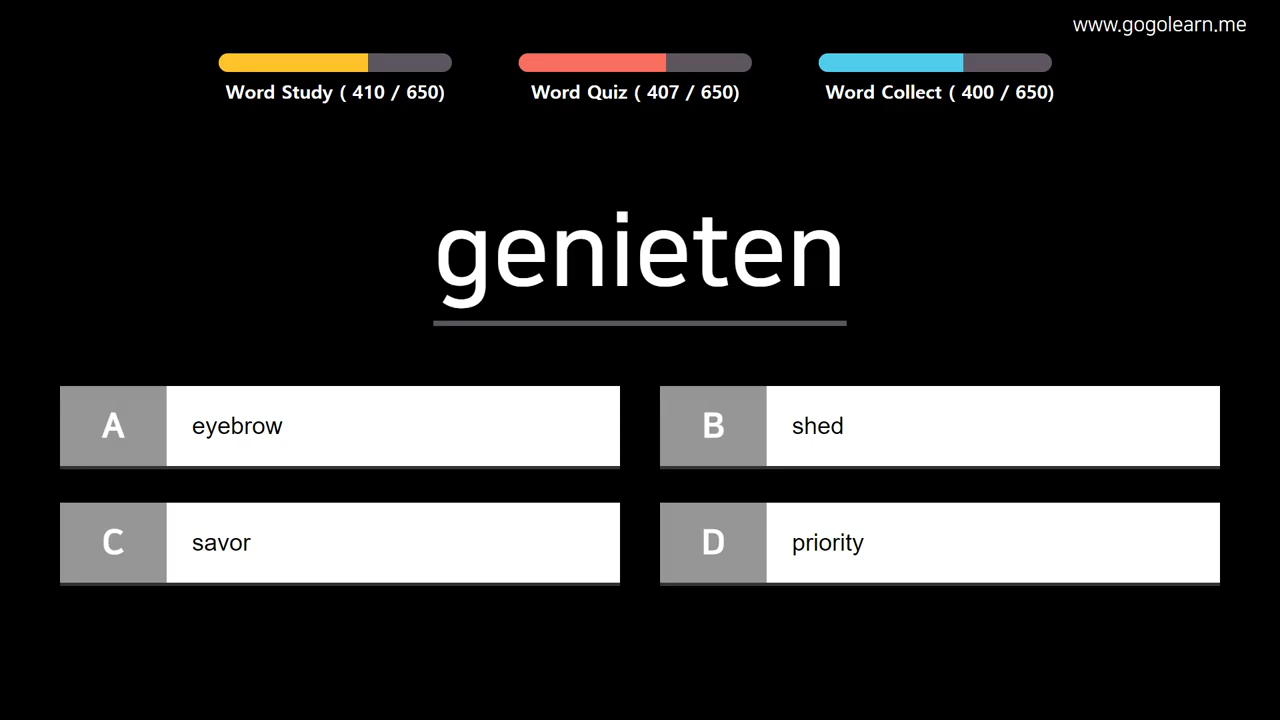 www.gogolearn.me
Word Study ( 410 / 650)
Word Quiz ( 407 / 650)
Word Collect ( 400 / 650)
genieten
A eyebrow
B shed
C savor
D priority